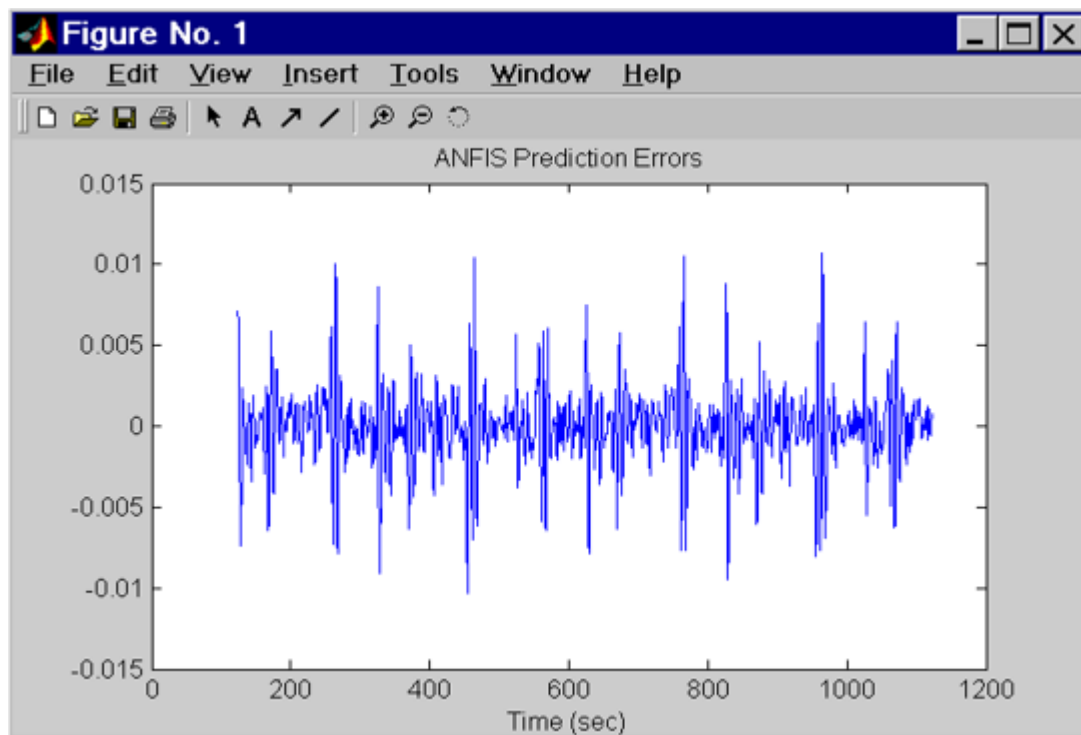 Figure No. 1
File Edit View Insert Tools Window Help
A
ANFIS Prediction Errors
0.015
0.01
0.005
0
-0.005
-0.01
-0.015
0 200 400 600 800 1000 1200
Time (sec)